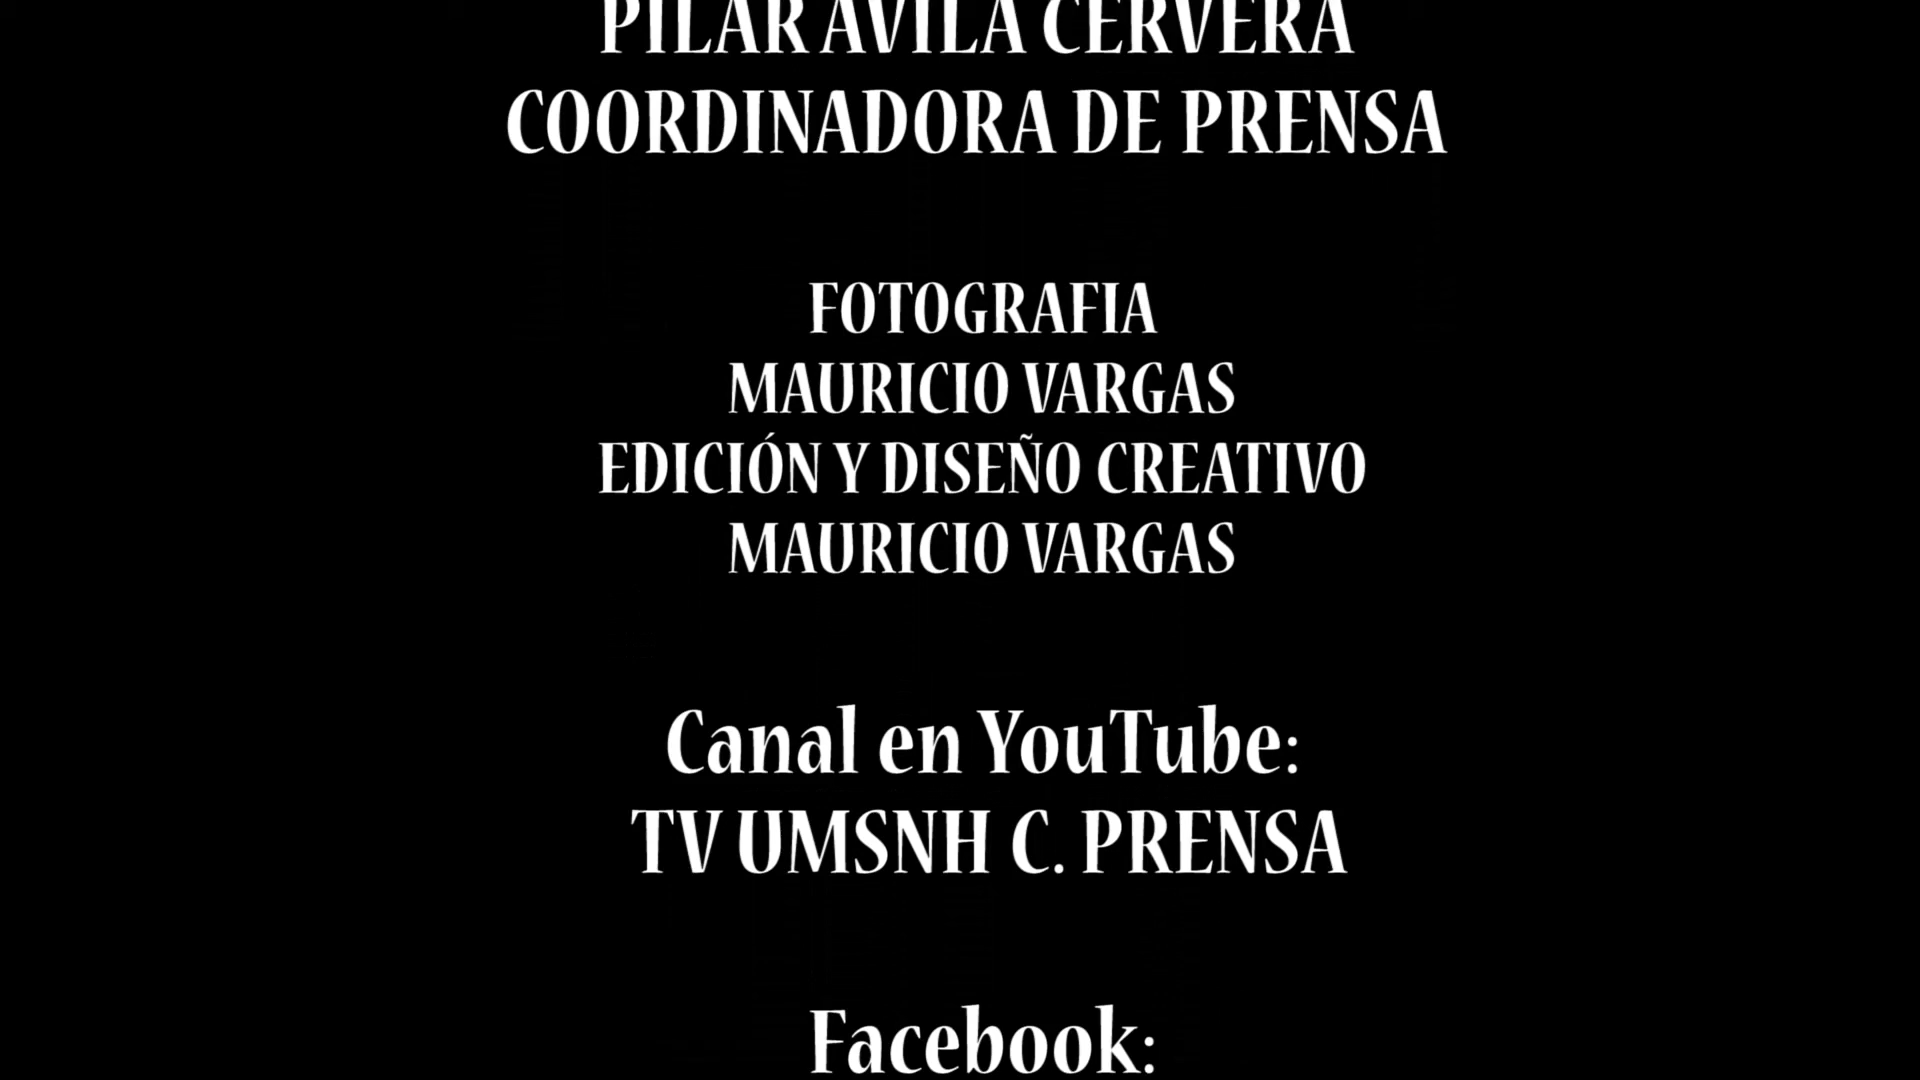 PILAR AVILA CERVERA
COORDINADORA DE PRENSA
FOTOGRAFIA
MAURICIO VARGAS
EDICIÓN Y DISEÑO CREATIVO
MAURICIO VARGAS
Canal en YouTube:
TV UMSNH C. PRENSA
Facebook: